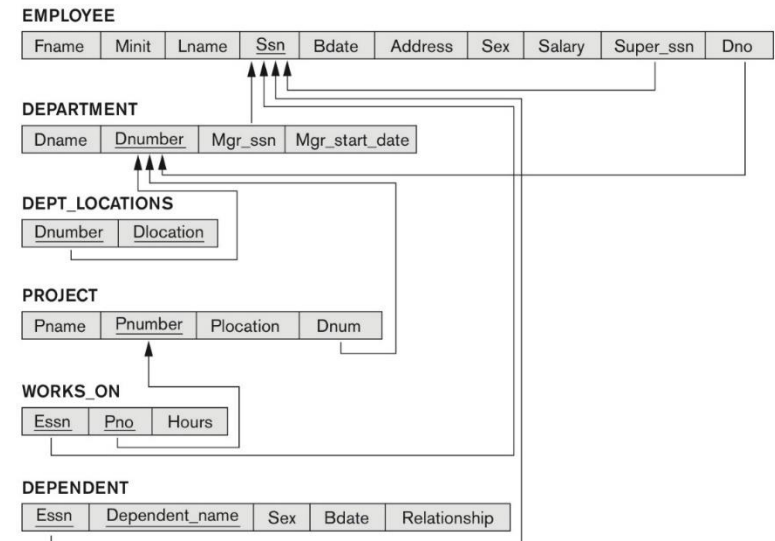 EMPLOYEE
Fname Minit Lname Ssn Bdate Address Sex Salary Super_ssn Dno
DEPARTMENT
Dname Dnumber Mgr_ssn Mgr_start_date
DEPT_LOCATIONS
Dnumber Dlocation
PROJECT
Pname Pnumber Plocation Dnum
WORKS_ON
Essn Pno Hours
DEPENDENT
Essn Dependent_name Sex Bdate Relationship